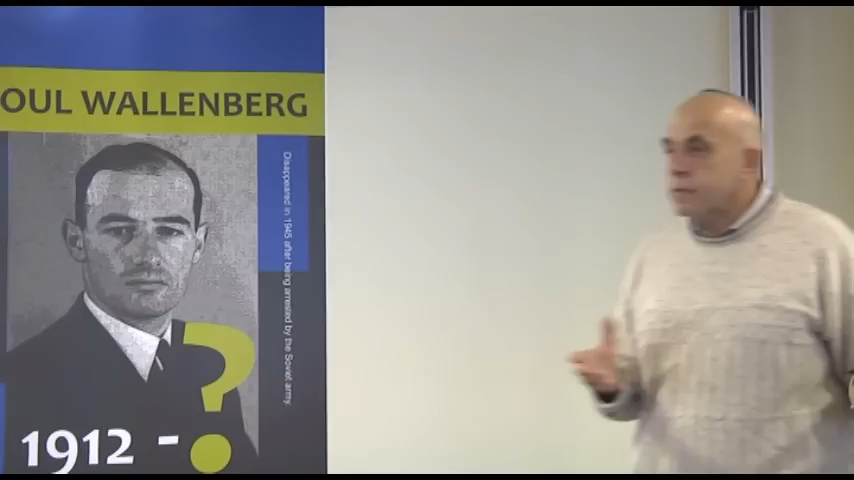 OUL WALLENBERG
Disappeared in 1945 after being arrested by the Soviet army
1912 - ?